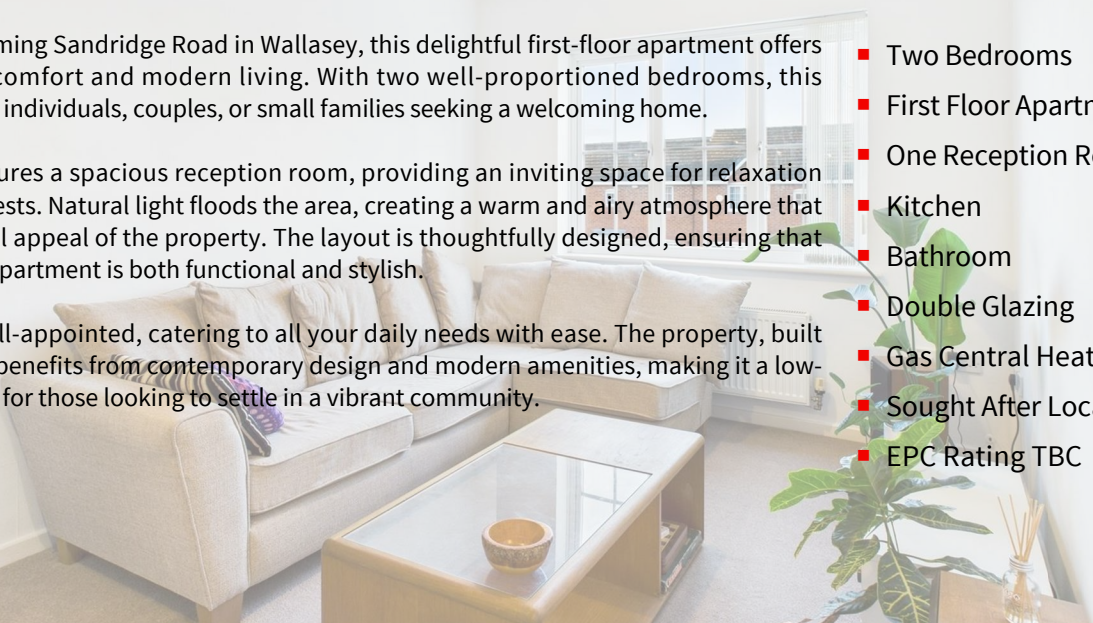 ming Sandridge Road in Wallasey, this delightful first-floor apartment offers
comfort and modern living. With two well-proportioned bedrooms, this
individuals, couples, or small families seeking a welcoming home.
ures a spacious reception room, providing an inviting space for relaxation
ests. Natural light floods the area, creating a warm and airy atmosphere that
l appeal of the property. The layout is thoughtfully designed, ensuring that
partment is both functional and stylish.
ll-appointed, catering to all your daily needs with ease. The property, built
benefits from contemporary design and modern amenities, making it a low-
for those looking to settle in a vibrant community.
Two Bedrooms
First Floor Apartm
One Reception Ro
Kitchen
Bathroom
Double Glazing
Gas Central Heat
Sought After Loca
EPC Rating TBC